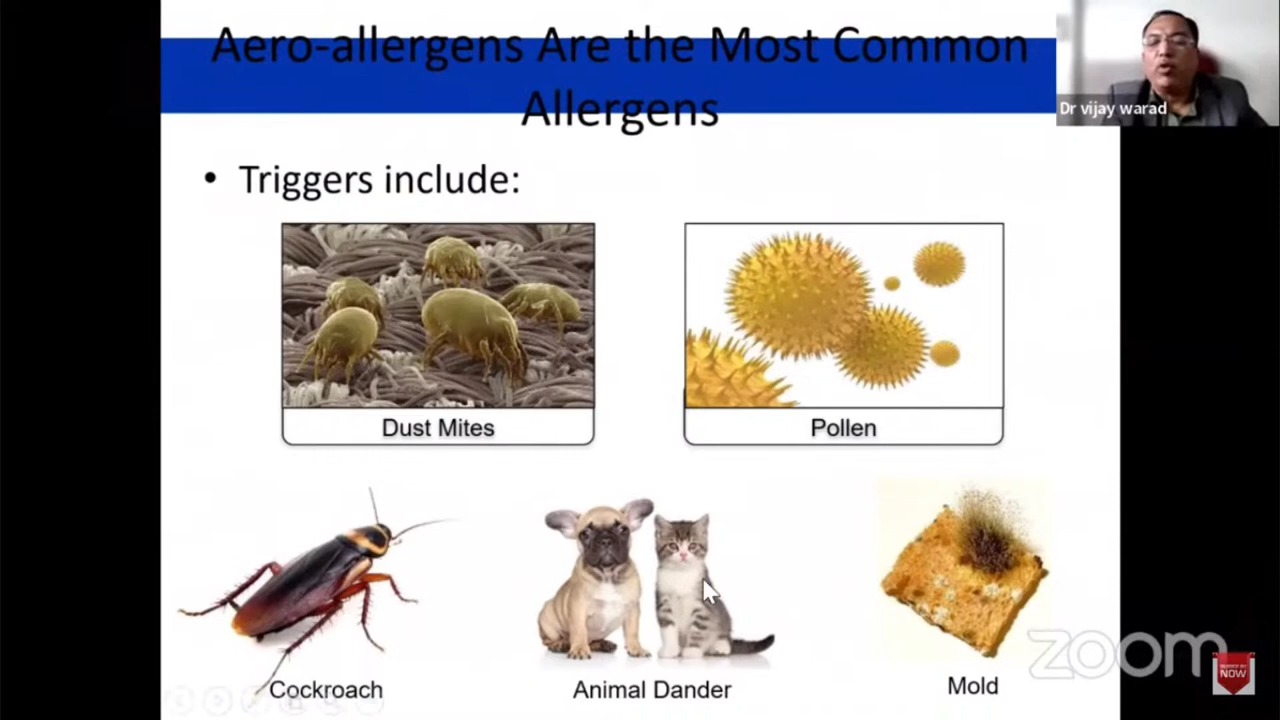 Aero-allergens Are the Most Common
Allergens
Dr vijay warad
• Triggers include:
Dust Mites
Pollen
Cockroach
Animal Dander
Mold
zoom
NOW